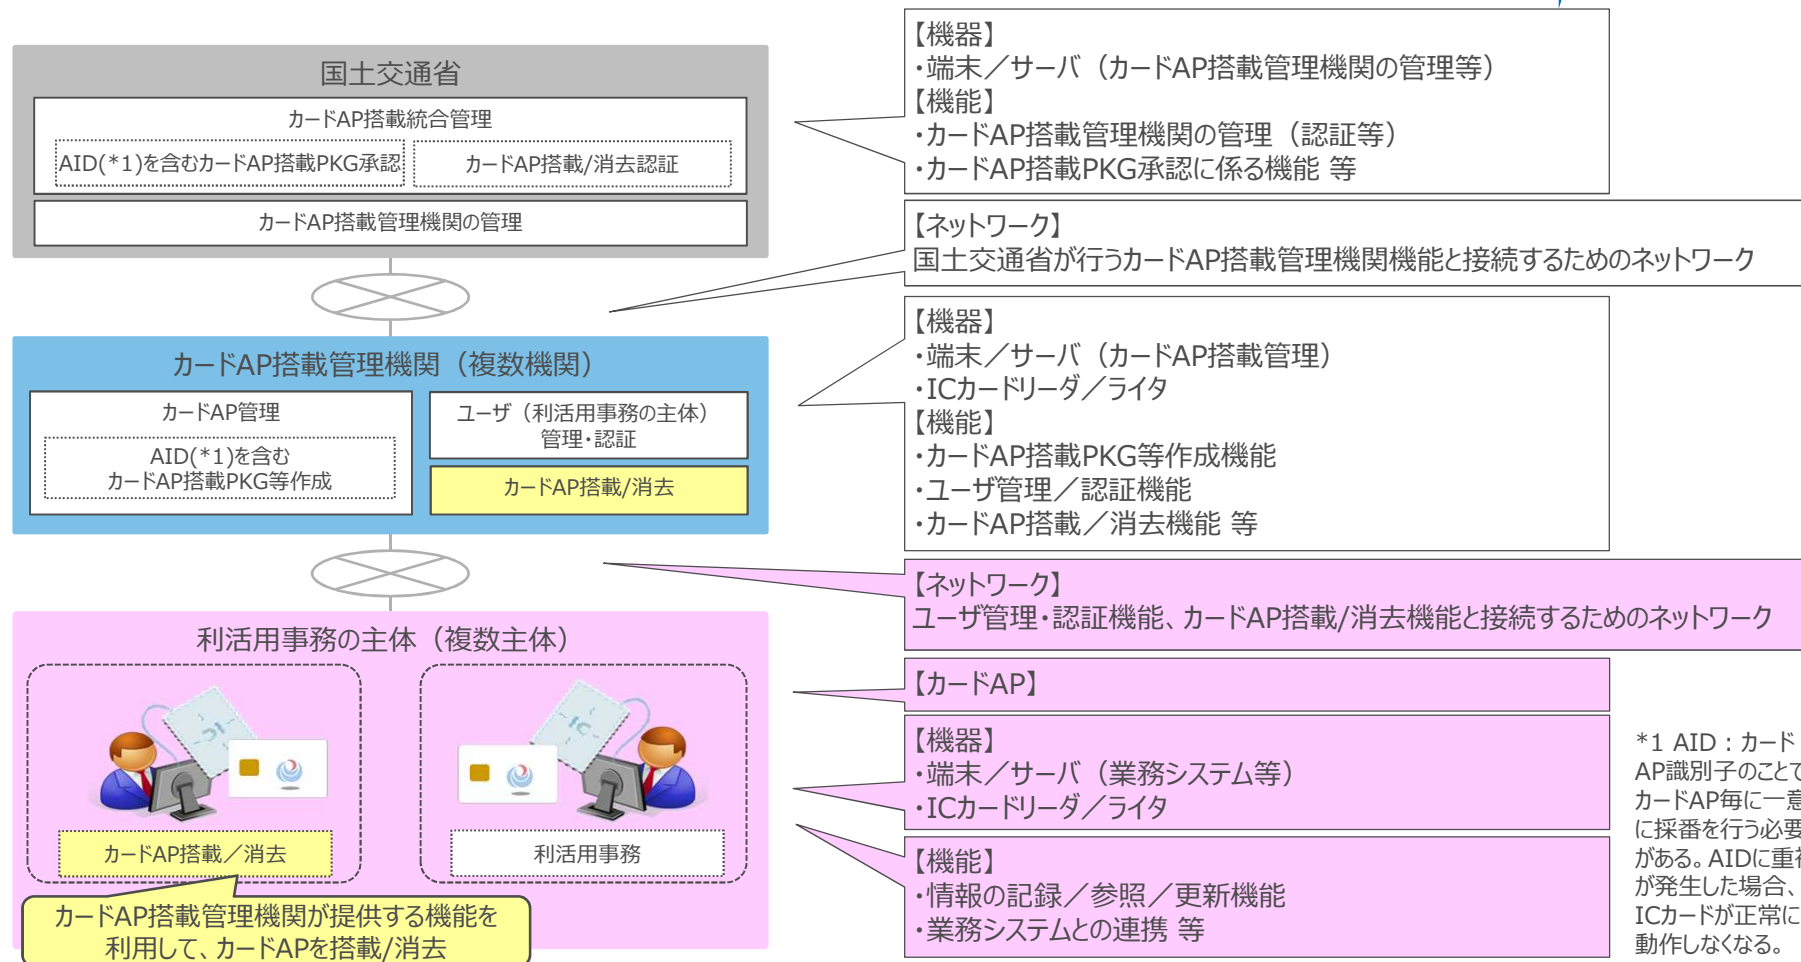 国土交通省
カードAP搭載統合管理
AID(*1)を含むカードAP搭載PKG承認
カードAP搭載/消去認証
カードAP搭載管理機関の管理
【機器】
・端末／サーバ（カードAP搭載管理機関の管理等）
【機能】
・カードAP搭載管理機関の管理（認証等）
・カードAP搭載PKG承認に係る機能 等
【ネットワーク】
国土交通省が行うカードAP搭載管理機関機能と接続するためのネットワーク
カードAP搭載管理機関（複数機関）
カードAP管理
AID(*1)を含む
カードAP搭載PKG等作成
ユーザ（利活用事務の主体）
管理・認証
カードAP搭載/消去
【機器】
・端末／サーバ（カードAP搭載管理）
・ICカードリーダ／ライタ
【機能】
・カードAP搭載PKG等作成機能
・ユーザ管理／認証機能
・カードAP搭載／消去機能 等
【ネットワーク】
ユーザ管理・認証機能、カードAP搭載/消去機能と接続するためのネットワーク
利活用事務の主体（複数主体）
IC
IC
カードAP搭載／消去
利活用事務
カードAP搭載管理機関が提供する機能を
利用して、カードAPを搭載/消去
【カードAP】
【機器】
・端末／サーバ（業務システム等）
・ICカードリーダ／ライタ
【機能】
・情報の記録／参照／更新機能
・業務システムとの連携 等
*1 AID：カード
AP識別子のことで
カードAP毎に一意
に採番を行う必要
がある。AIDに重複
が発生した場合、
ICカードが正常に
動作しなくなる。